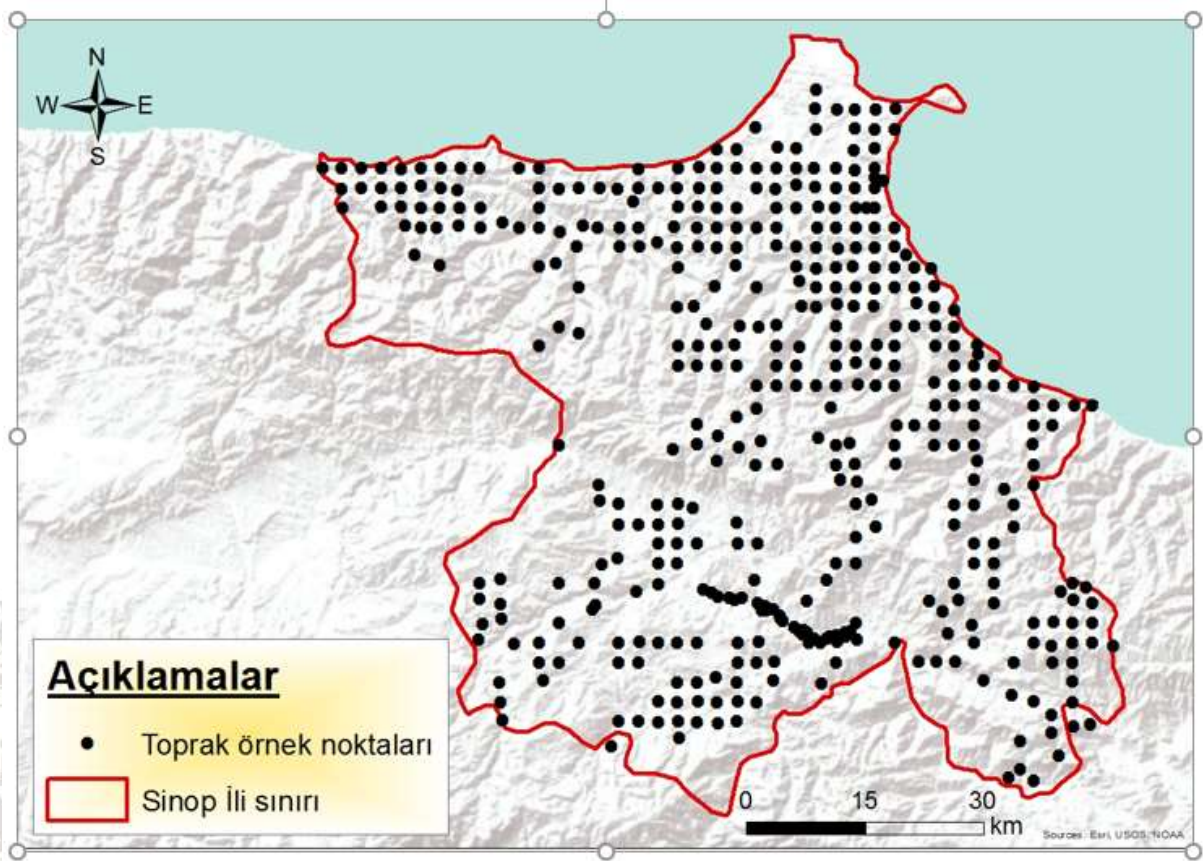 N
W E
S
Açıklamalar
Toprak örnek noktaları
Sinop İli sınırı
0 15 30
km
Sources: Esri, USGS, NOAA